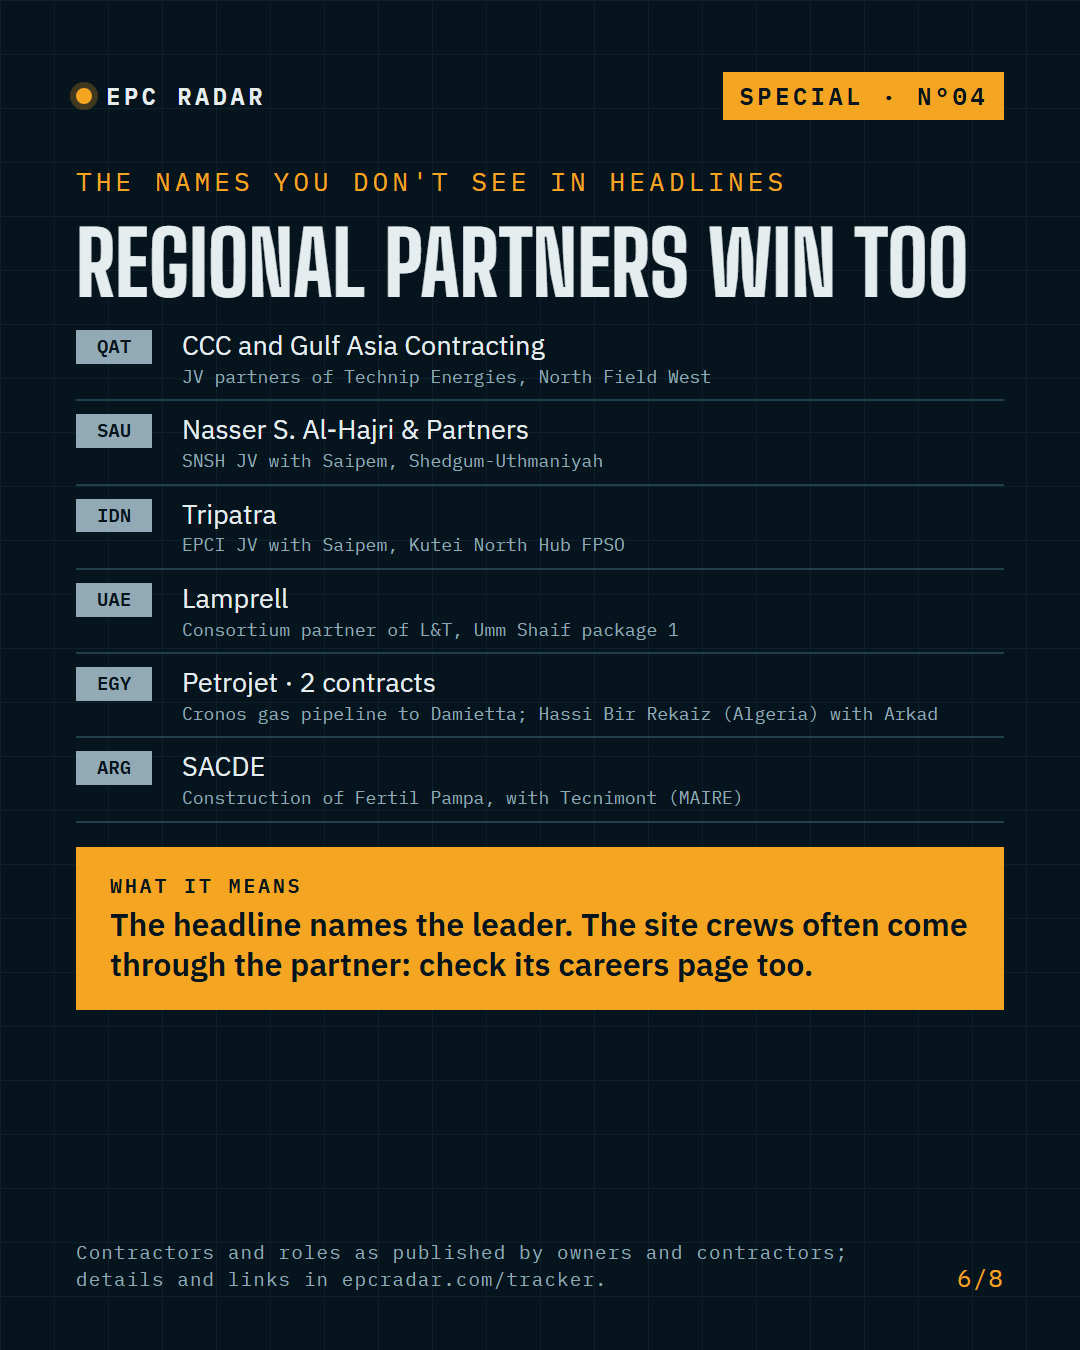 EPC RADAR
SPECIAL · N°04
THE NAMES YOU DON'T SEE IN HEADLINES
REGIONAL PARTNERS WIN TOO
QAT
CCC and Gulf Asia Contracting
JV partners of Technip Energies, North Field West
SAU
Nasser S. Al-Hajri & Partners
SNSH JV with Saipem, Shedgum-Uthmaniyah
IDN
Tripatra
EPCI JV with Saipem, Kutei North Hub FPSO
UAE
Lamprell
Consortium partner of L&T, Umm Shaif package 1
EGY
Petrojet · 2 contracts
Cronos gas pipeline to Damietta; Hassi Bir Rekaiz (Algeria) with Arkad
ARG
SACDE
Construction of Fertil Pampa, with Tecnimont (MAIRE)
WHAT IT MEANS
The headline names the leader. The site crews often come
through the partner: check its careers page too.
Contractors and roles as published by owners and contractors;
details and links in epcradar.com/tracker.
6/8